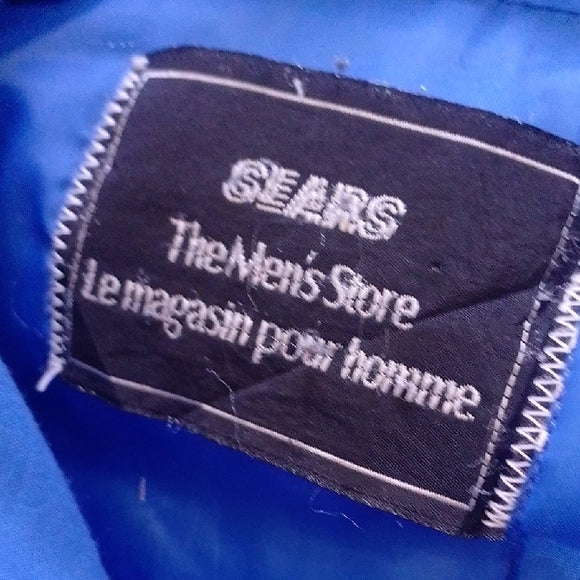 SEARS
The Men's Store
Le magasin pour homme